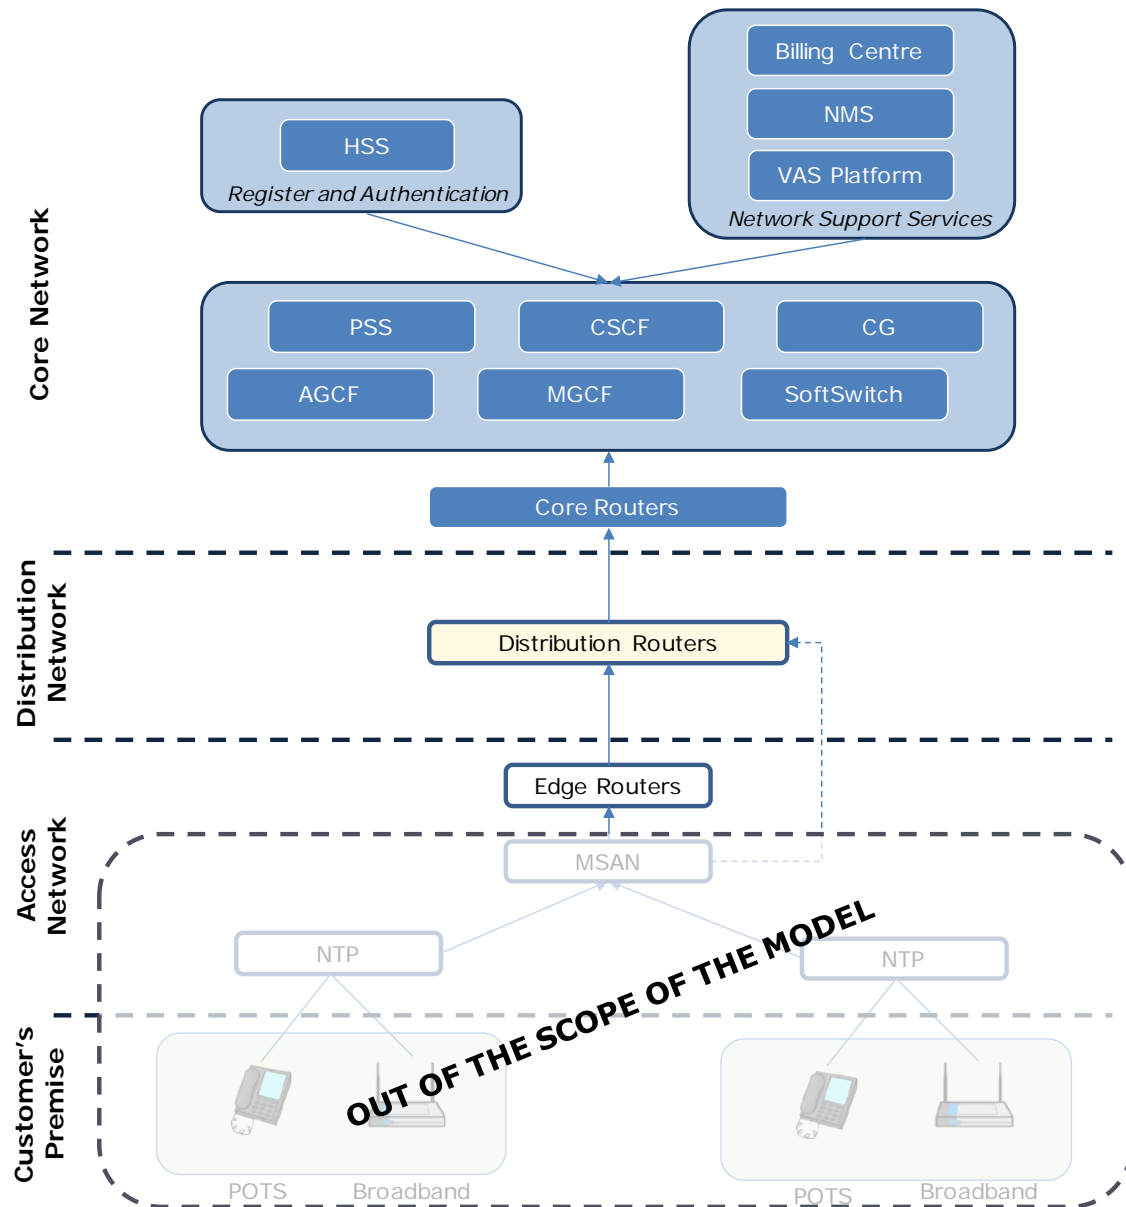 Billing Centre
NMS
VAS Platform
Network Support Services
HSS
Register and Authentication
Core Network
PSS
CSCF
CG
AGCF
MGCF
SoftSwitch
Core Routers
Distribution
Network
Distribution Routers
Edge Routers
Access
Network
MSAN
NTP
NTP
OUT OF THE SCOPE OF THE MODEL
Customer's
Premise
POTS
Broadband
POTS
Broadband